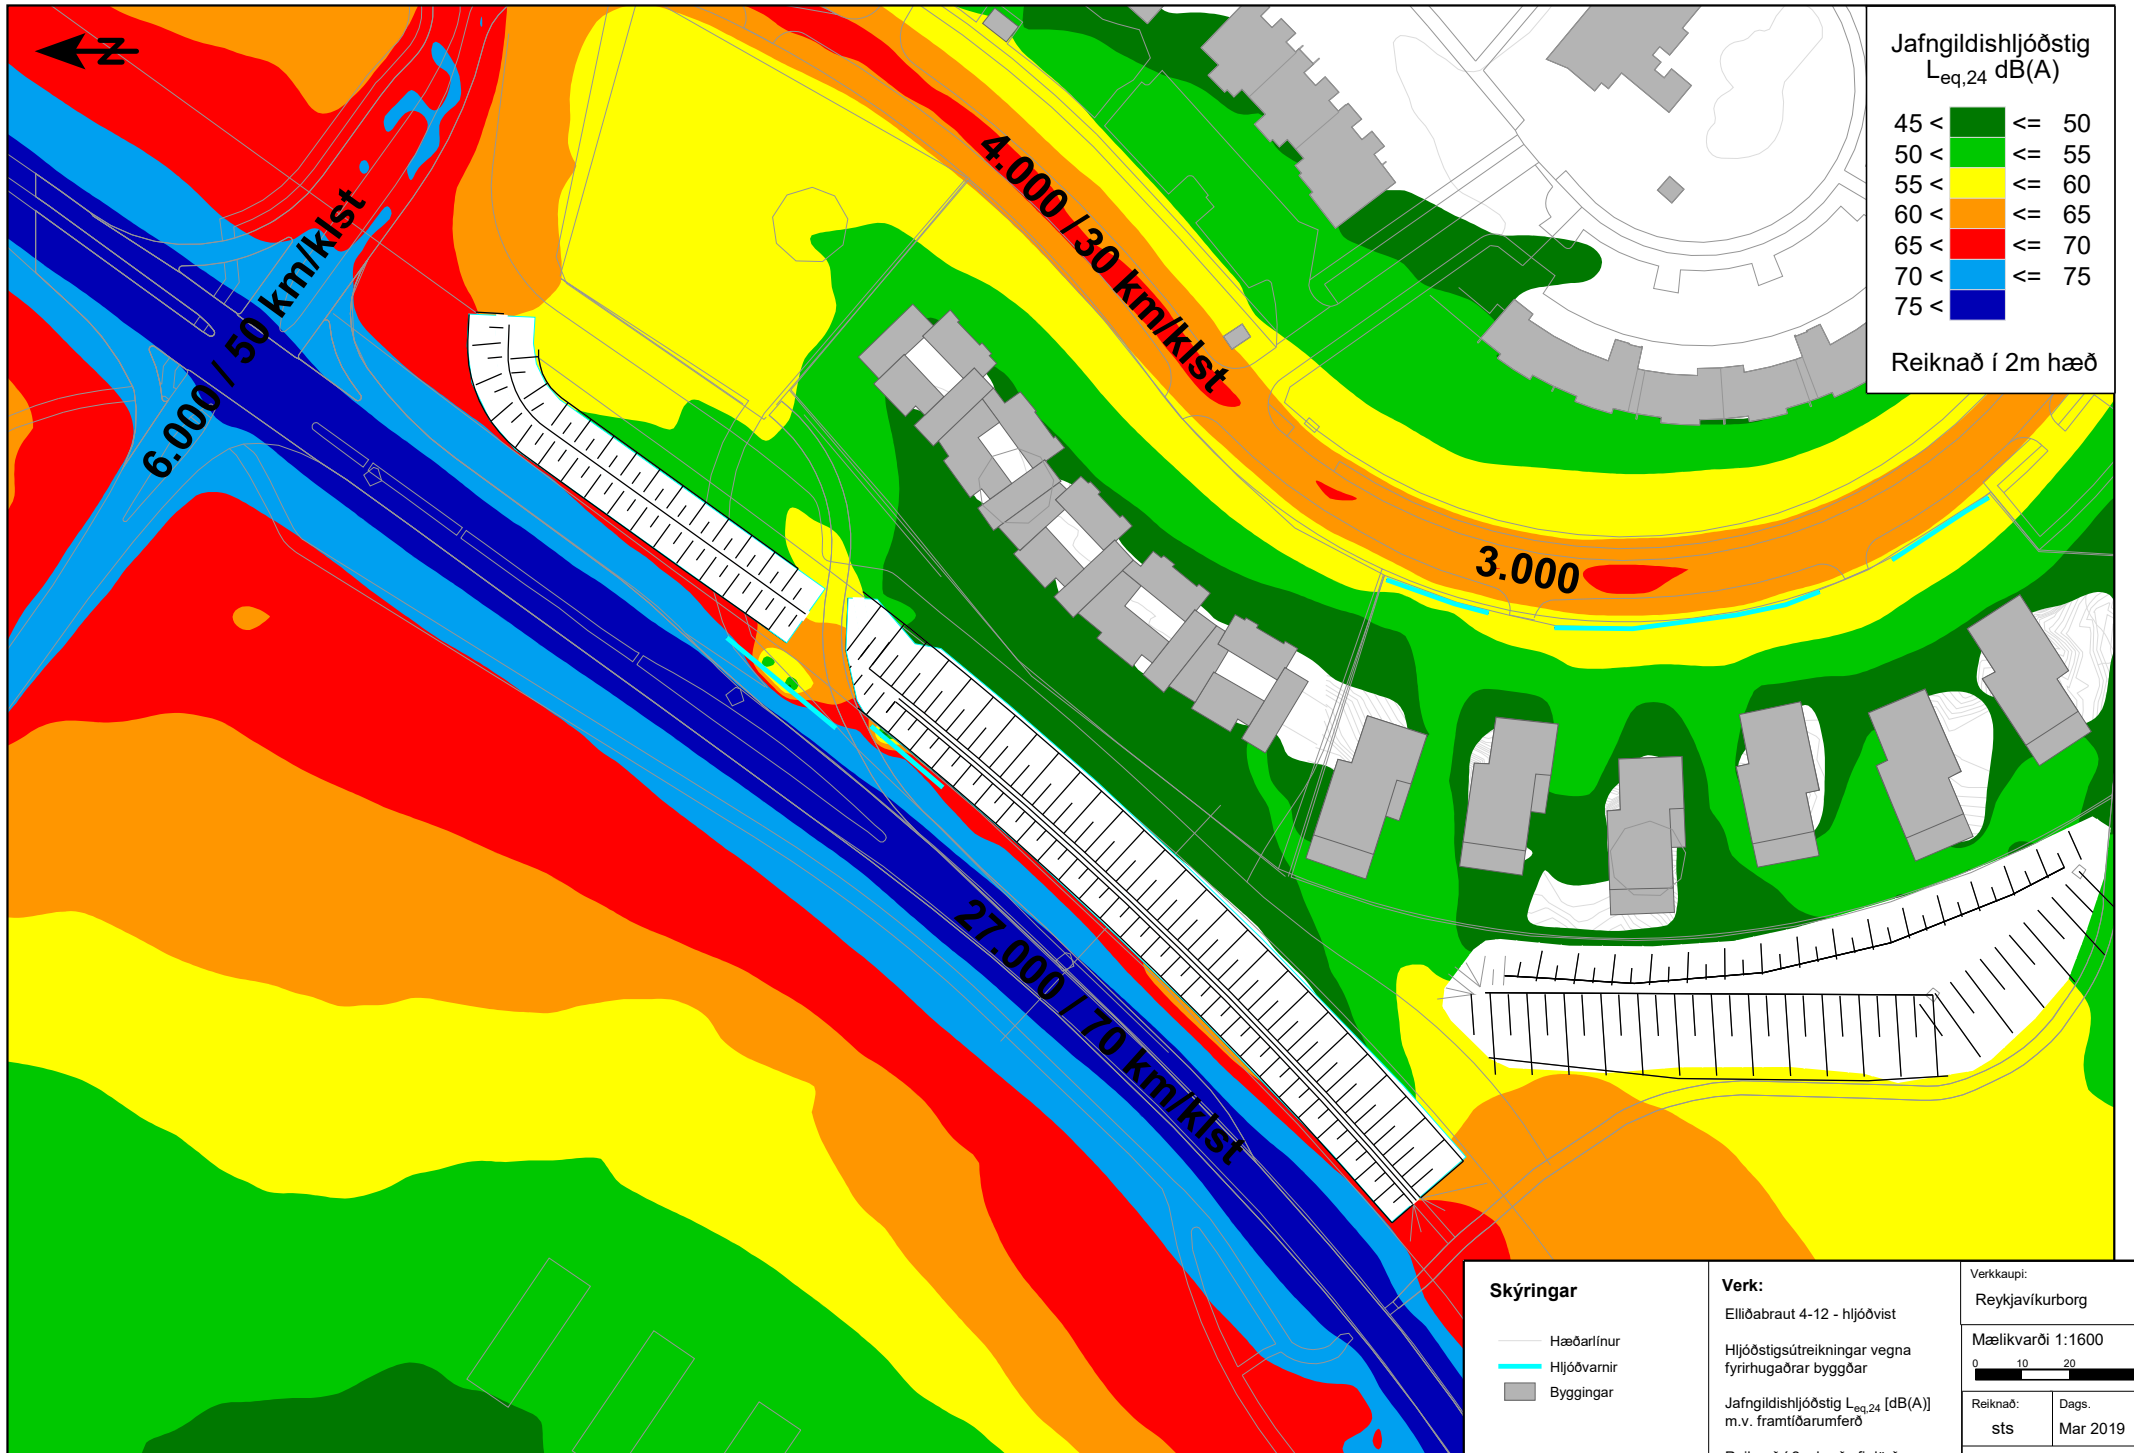 N
6.000 / 50 km/klst
4.000 / 30 km/klst
3.000
27.000 / 70 km/klst
Jafngildishljóðstig
Leq,24 dB(A)
45 < <= 50
50 < <= 55
55 < <= 60
60 < <= 65
65 < <= 70
70 < <= 75
75 <
Reiknað í 2m hæð
Skýringar
Hæðarlínur
Hljóðvarnir
Byggingar
Verk:
Elliðabraut 4-12 - hljóðvist
Hljóðstigsútreikningar vegna
fyrirhugaðrar byggðar
Jafngildishljóðstig Leq,24 [dB(A)]
m.v. framtíðarumferð
Verkkaupi:
Reykjavíkurborg
Mælikvarði 1:1600
0 10 20
Reiknað:
sts
Dags.
Mar 2019